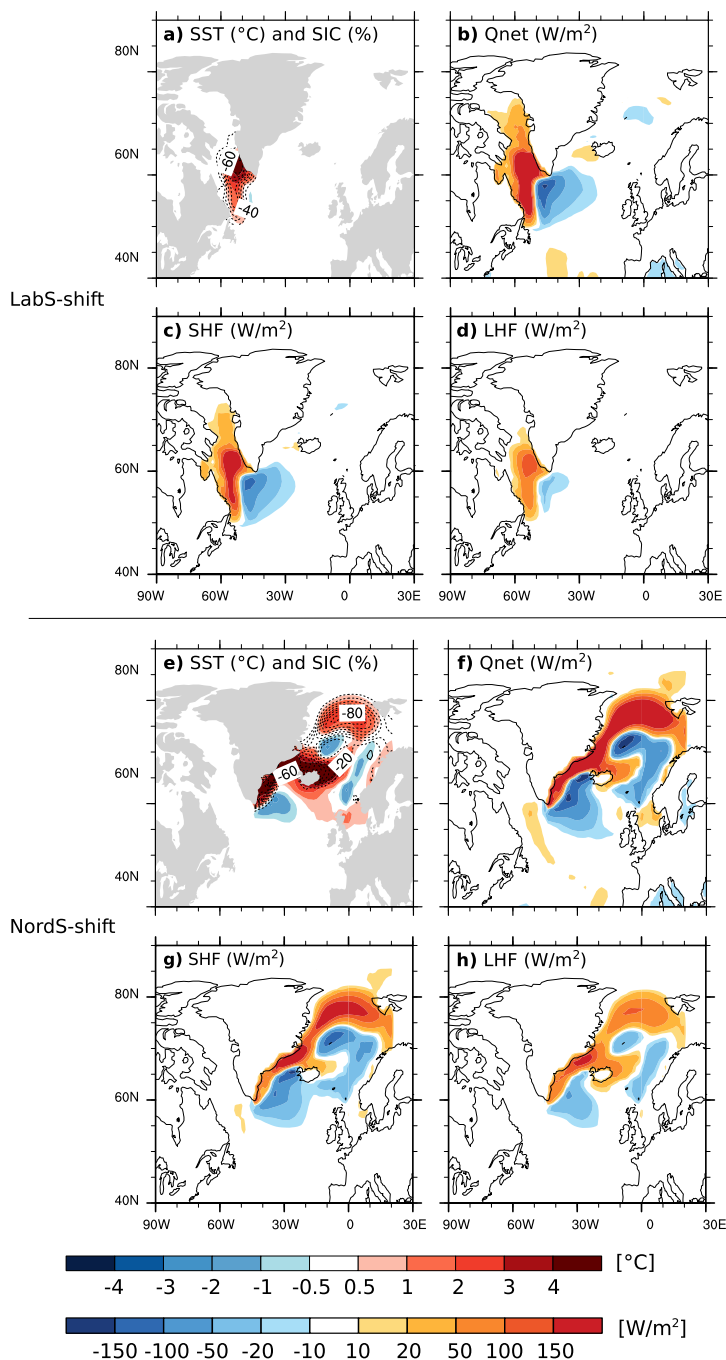 a) SST (°C) and SIC (%)
b) Qnet (W/m²)
80N
60N
40N
-60
-40
LabS-shift
c) SHF (W/m²)
d) LHF (W/m²)
80N
60N
40N
90W 60W 30W 0 30E 90W 60W 30W 0 30E
e) SST (°C) and SIC (%)
f) Qnet (W/m²)
80N
60N
40N
-80
-20
-60
0
NordS-shift
g) SHF (W/m²)
h) LHF (W/m²)
80N
60N
40N
90W 60W 30W 0 30E 90W 60W 30W 0 30E
[°C]
-4 -3 -2 -1 -0.5 0.5 1 2 3 4
[W/m²]
-150 -100 -50 -20 -10 10 20 50 100 150